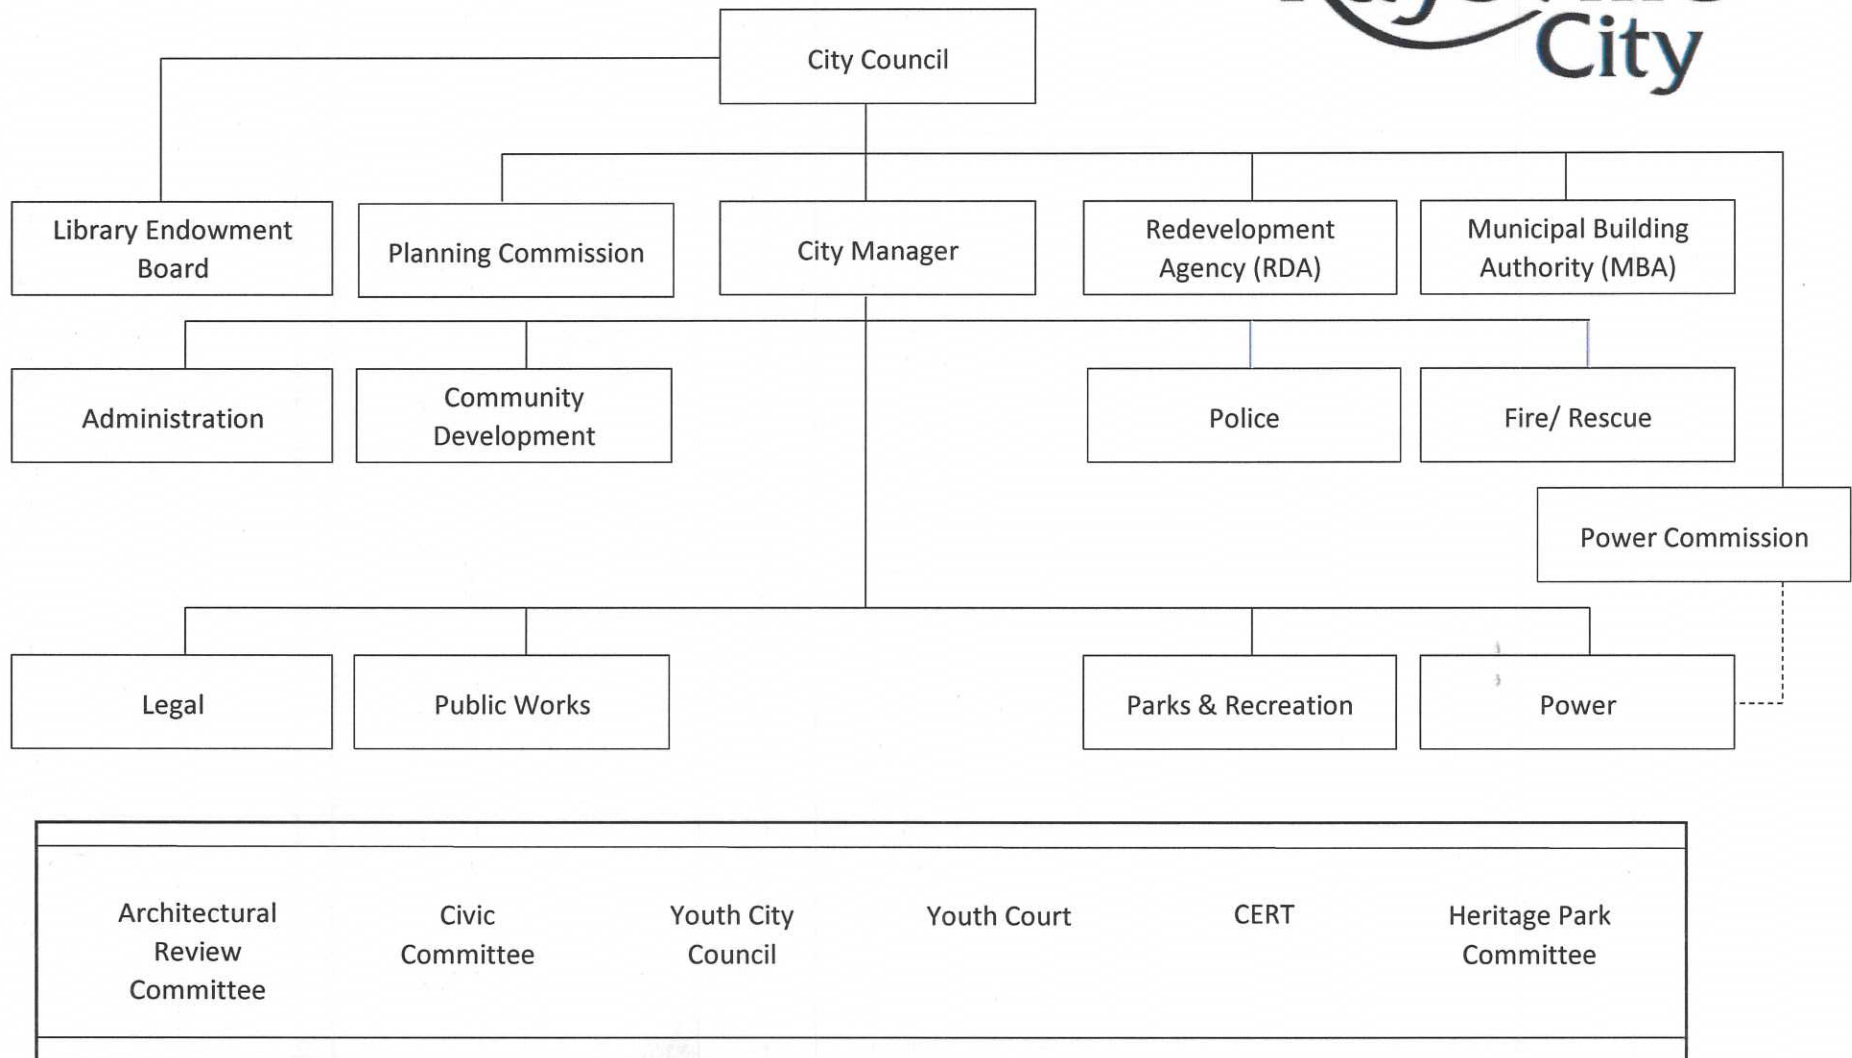 City
City Council
Library Endowment
Board
Planning Commission
City Manager
Redevelopment
Agency (RDA)
Municipal Building
Authority (MBA)
Administration
Community
Development
Police
Fire/ Rescue
Power Commission
Legal
Public Works
Parks & Recreation
Power
Architectural
Review
Committee
Civic
Committee
Youth City
Council
Youth Court
CERT
Heritage Park
Committee